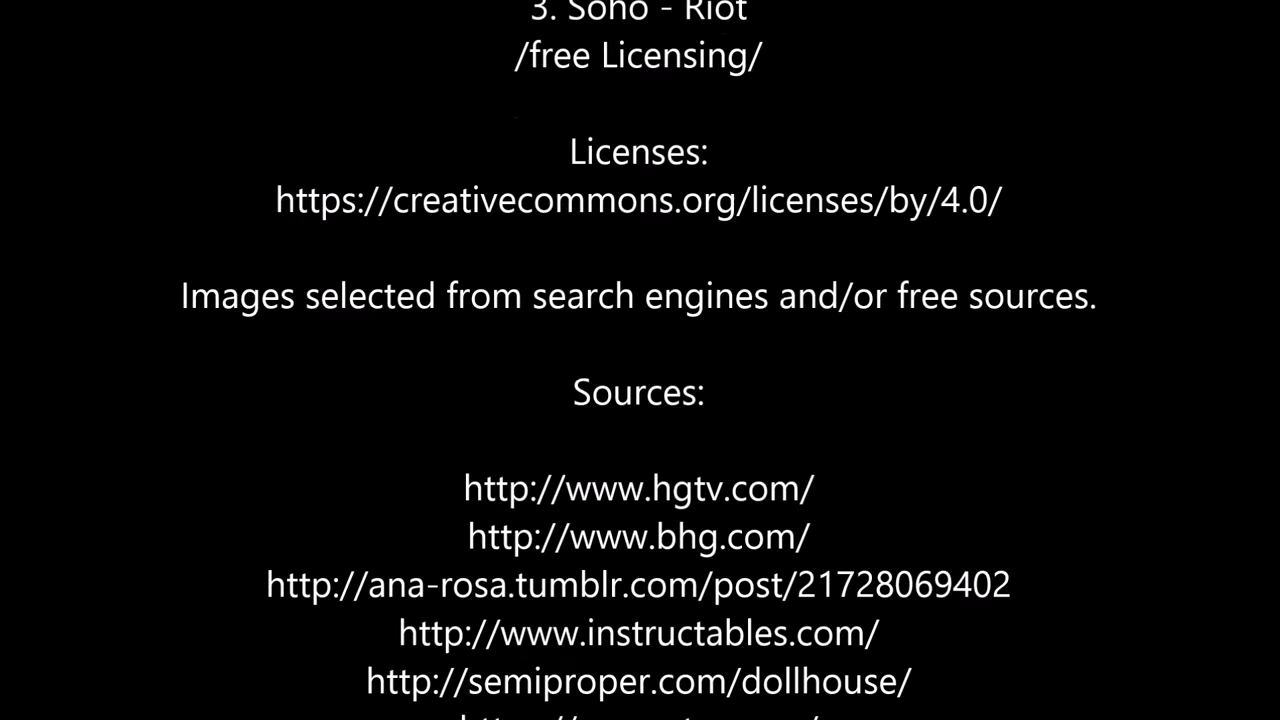 3. Soho - Riot
/free Licensing/
Licenses:
https://creativecommons.org/licenses/by/4.0/
Images selected from search engines and/or free sources.
Sources:
http://www.hgtv.com/
http://www.bhg.com/
http://ana-rosa.tumblr.com/post/21728069402
http://www.instructables.com/
http://semiproper.com/dollhouse/